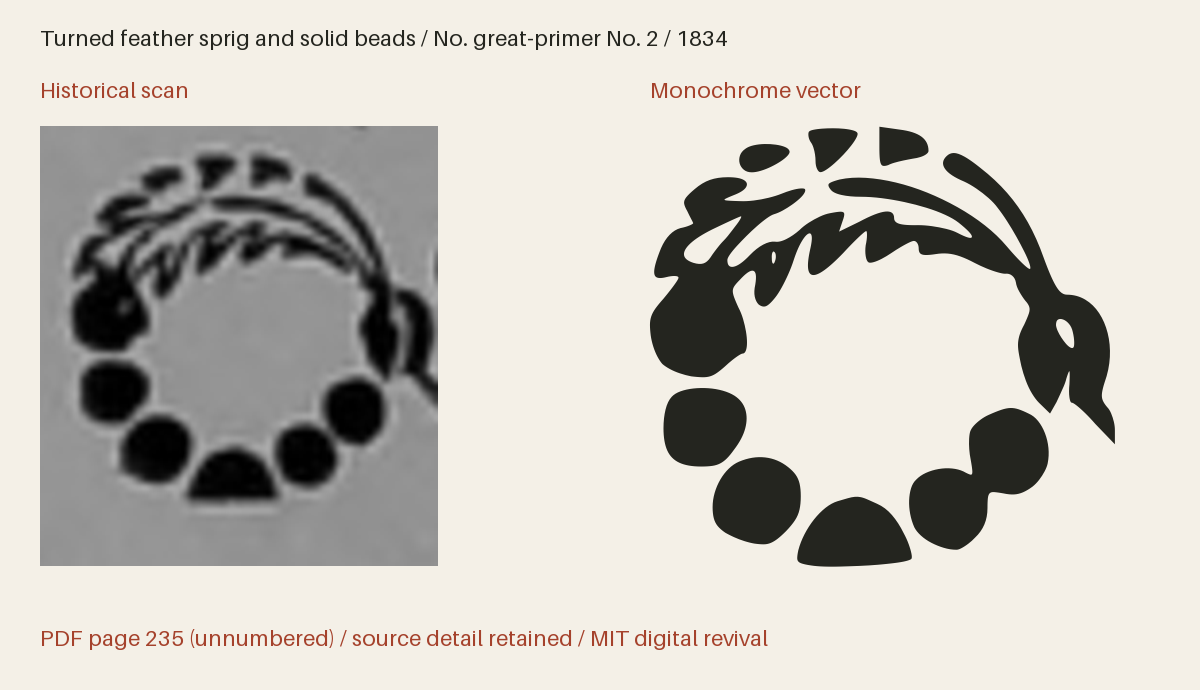 Turned feather sprig and solid beads / No. great-primer No. 2 / 1834
Historical scan
Monochrome vector
PDF page 235 (unnumbered) / source detail retained / MIT digital revival